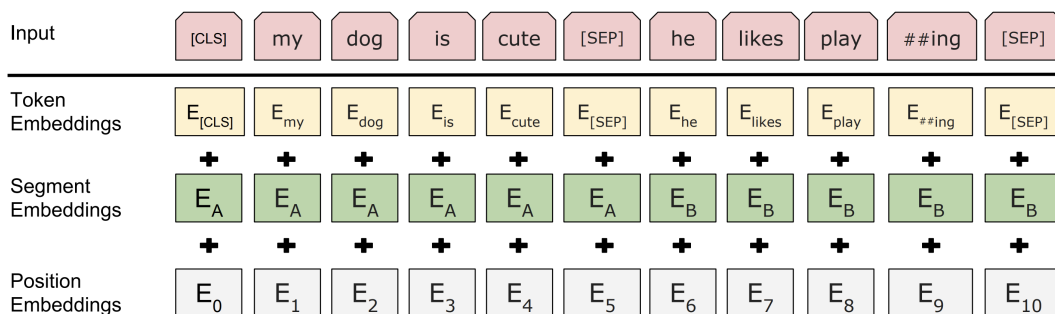 Input [CLS] my dog is cute [SEP] he likes play ##ing [SEP]
Token
Embeddings
E[CLS] Emy Edog Eis Ecute E[SEP] Ehe Elikes Eplay E##ing E[SEP]
+ + + + + + + + + + +
Segment
Embeddings
EA EA EA EA EA EA EB EB EB EB EB
+ + + + + + + + + + +
Position
Embeddings
E0 E1 E2 E3 E4 E5 E6 E7 E8 E9 E10